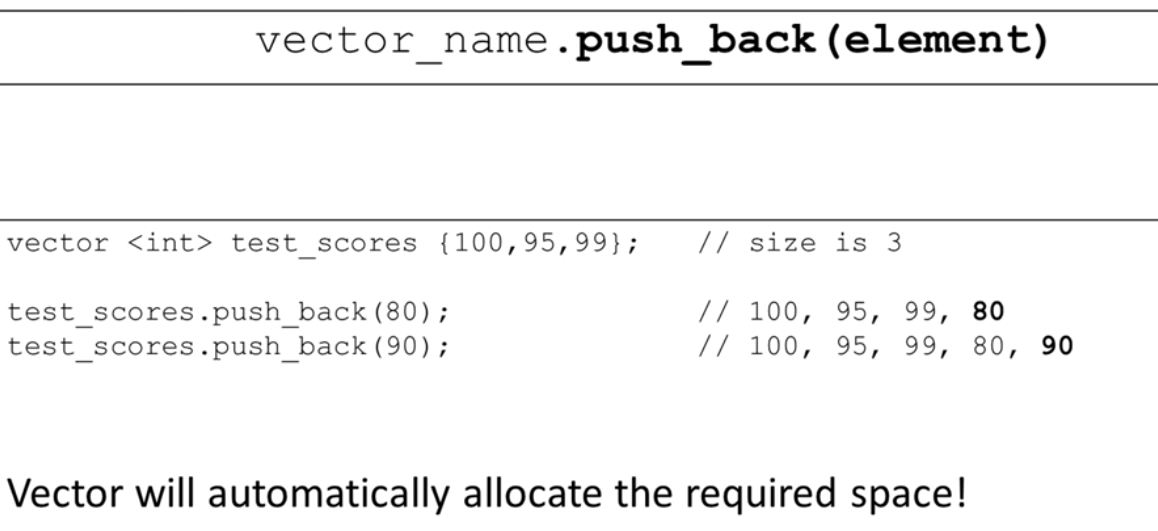 vector_name.push_back(element)
vector <int> test_scores {100,95,99};   // size is 3
test_scores.push_back(80);   // 100, 95, 99, 80
test_scores.push_back(90);   // 100, 95, 99, 80, 90
Vector will automatically allocate the required space!